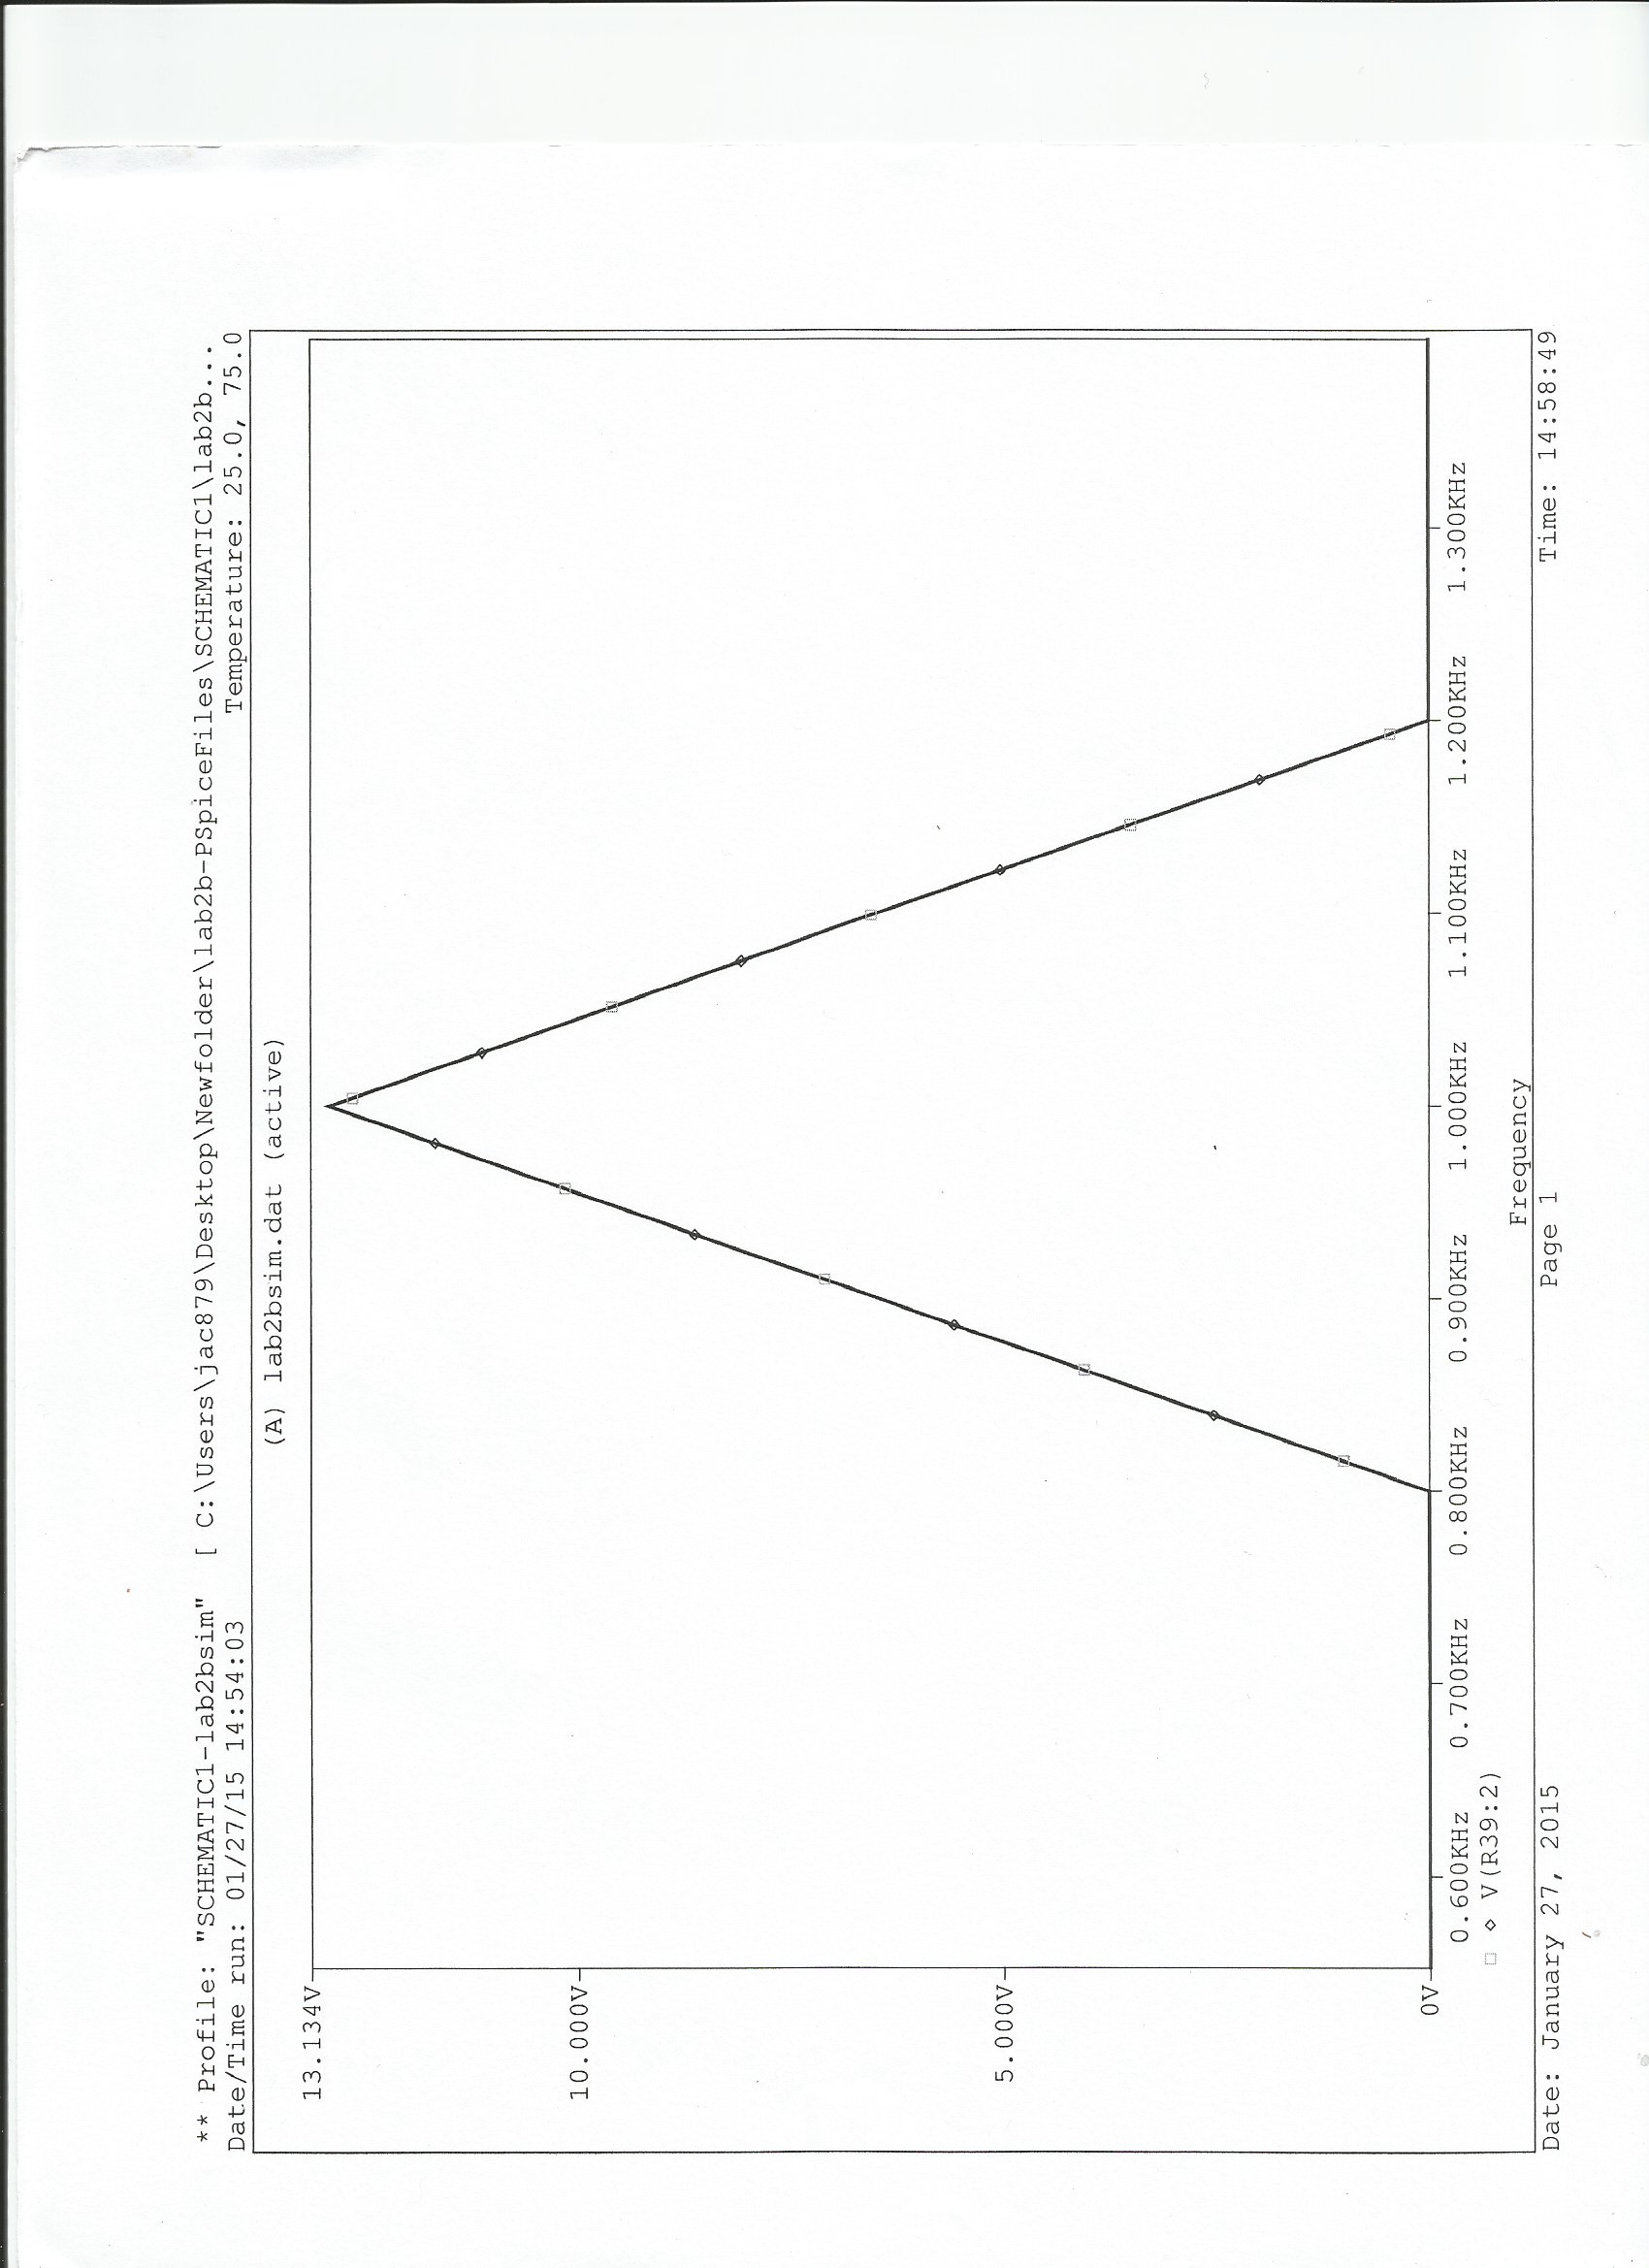 ** Profile: "SCHEMATIC1-lab2bsim" [ C:\Users\jac879\Desktop\Newfolder\lab2b-PSpiceFiles\SCHEMATIC1\lab2b...
Date/Time run: 01/27/15 14:54:03 Temperature: 25.0, 75.0
(A) lab2bsim.dat (active)
13.134V
10.000V
5.000V
0V
0.600KHz 0.700KHz 0.800KHz 0.900KHz 1.000KHz 1.100KHz 1.200KHz 1.300KHz
□ ◇ V(R39:2)
Frequency
Date: January 27, 2015 Page 1 Time: 14:58:49